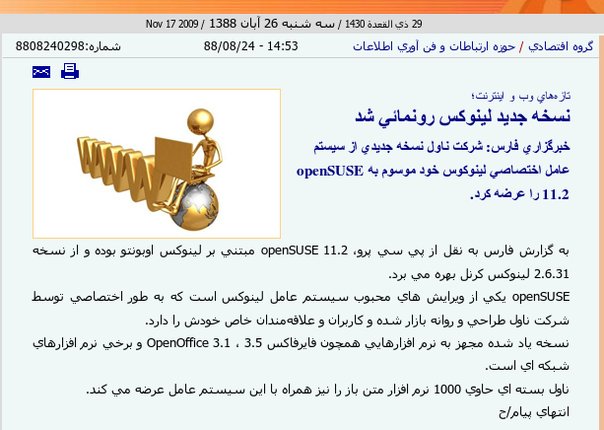 29 ذي القعدة 1430 / سه شنبه 26 آبان 1388 / Nov 17 2009
گروه اقتصادي / حوزه ارتباطات و فن آوري اطلاعات
88/08/24 - 14:53
شماره:8808240298
تازه‌هاي وب و اينترنت؛
نسخه جديد لينوكس رونمائي شد
خبرگزاري فارس: شركت ناول نسخه جديدي از سيستم
عامل اختصاصي لينوكوس خود موسوم به openSUSE
11.2 را عرضه كرد.
WWW
به گزارش فارس به نقل از پي سي پرو، openSUSE 11.2 مبتني بر لينوكس اوبونتو بوده و از نسخه
2.6.31 لينوكس كرنل بهره مي برد.
openSUSE يكي از ويرايش هاي محبوب سيستم عامل لينوكس است كه به طور اختصاصي توسط
شركت ناول طراحي و روانه بازار شده و كاربران و علاقه‌مندان خاص خودش را دارد.
نسخه ياد شده مجهز به نرم افزارهايي همچون فايرفاكس 3.5 ، OpenOffice 3.1 و برخي نرم افزارهاي
شبكه اي است.
ناول بسته اي حاوي 1000 نرم افزار متن باز را نيز همراه با اين سيستم عامل عرضه مي كند.
انتهاي پيام/ح